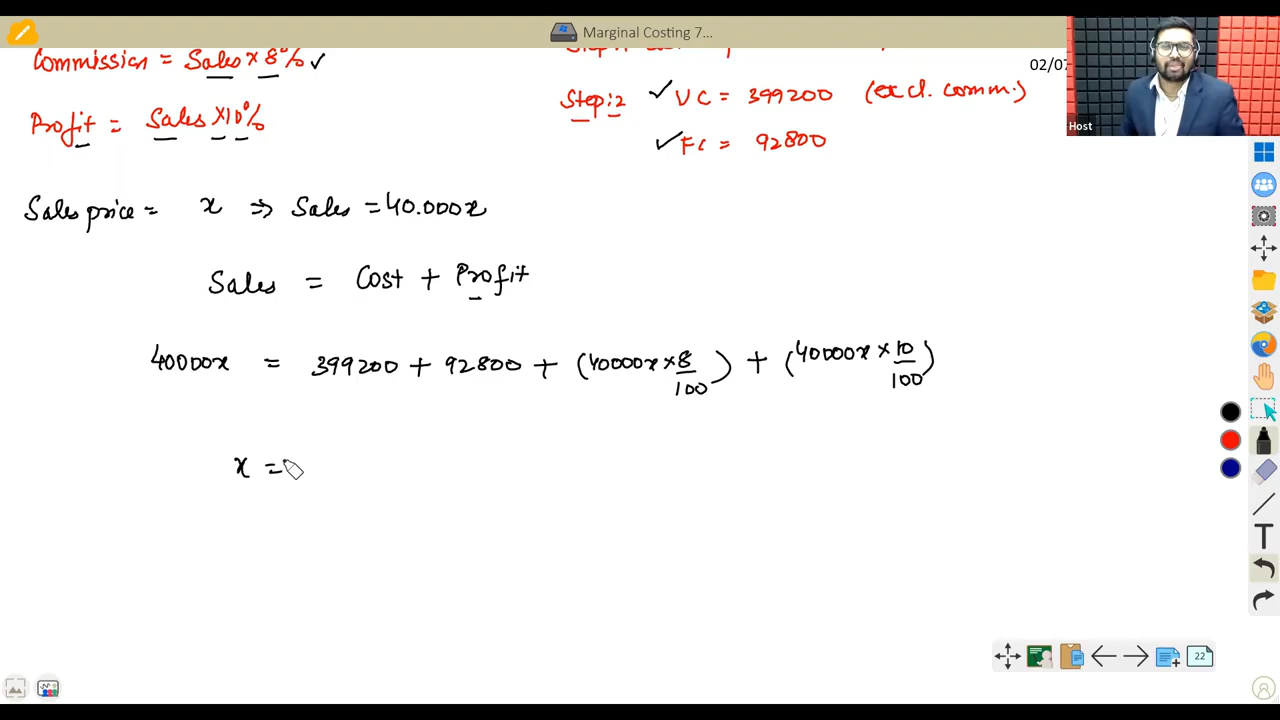 Marginal Costing 7...
Commission = Sales x 8% ✓
02/0
Step: 2 ✓ VC = 399200 (excl. comm.)
Profit = Sales x 10%
Host
✓ FC = 92800
Sales price = x ⇒ Sales = 40.000x
Sales = Cost + Profit
40000x = 399200 + 92800 + (40000x × 8/100) + (40000x × 10/100)
x =
T
22